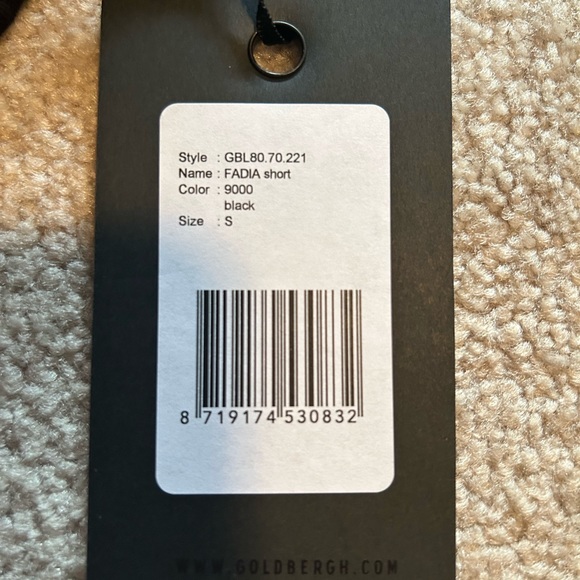 Style : GBL80.70.221
Name : FADIA short
Color : 9000
black
Size : S
8 719174 530832
WWW.GOLDBERGH.COM